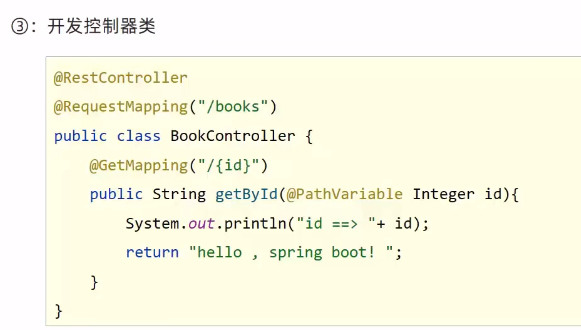 ③：开发控制器类
@RestController
@RequestMapping("/books")
public class BookController {
    @GetMapping("/{id}")
    public String getById(@PathVariable Integer id){
        System.out.println("id ==> "+ id);
        return "hello , spring boot! ";
    }
}